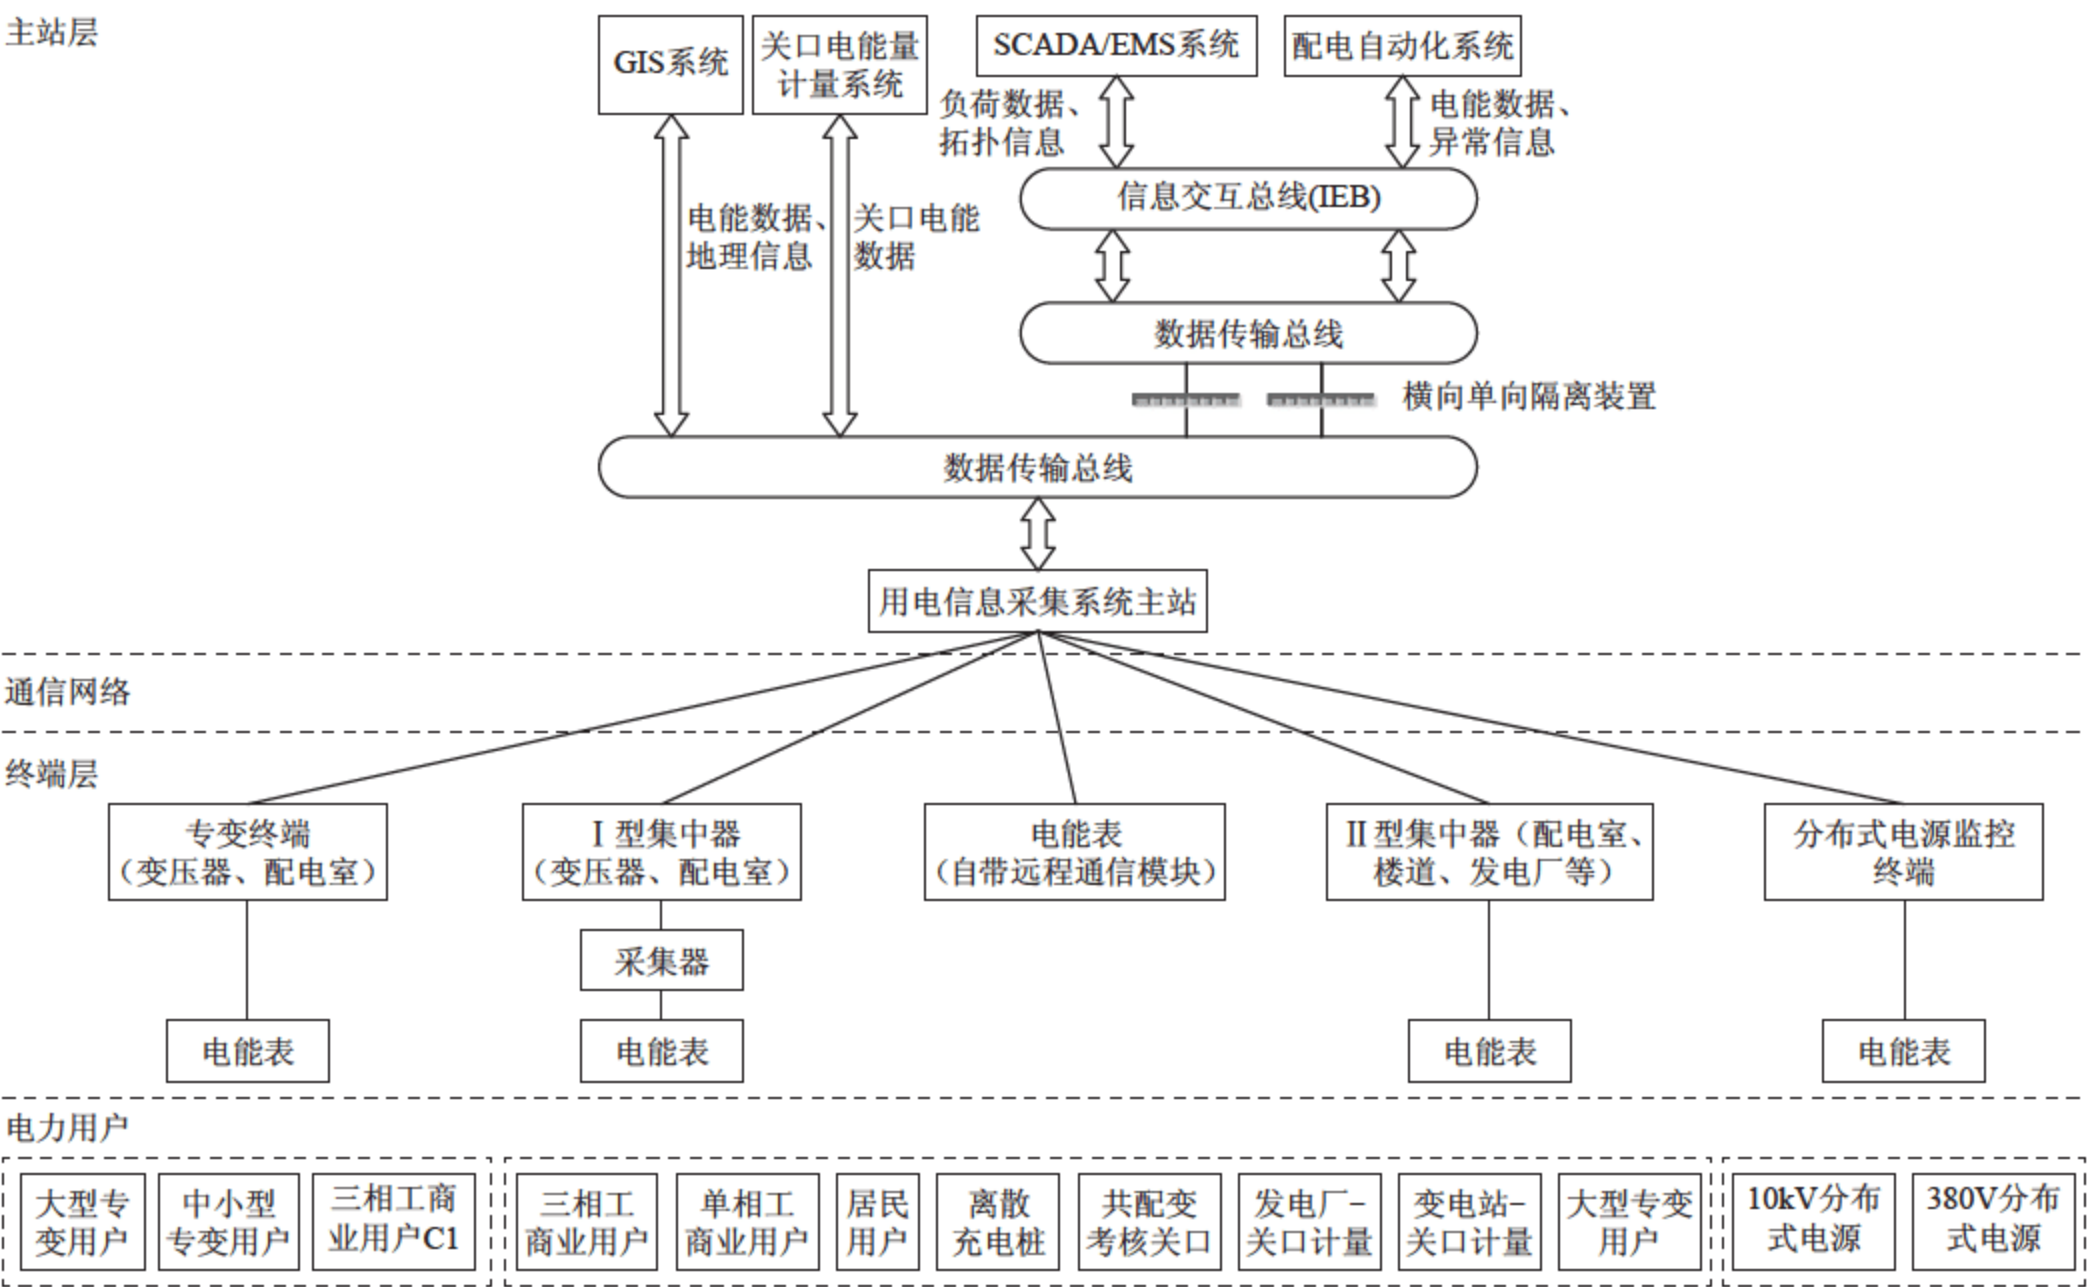 主站层
GIS系统
关口电能量
计量系统
SCADA/EMS系统
配电自动化系统
负荷数据、
拓扑信息
电能数据、
异常信息
信息交互总线(IEB)
电能数据、
地理信息
关口电能
数据
数据传输总线
横向单向隔离装置
数据传输总线
用电信息采集系统主站
通信网络
终端层
专变终端
（变压器、配电室）
Ⅰ型集中器
（变压器、配电室）
电能表
（自带远程通信模块）
Ⅱ型集中器（配电室、
楼道、发电厂等）
分布式电源监控
终端
采集器
电能表
电能表
电能表
电能表
电力用户
大型专
变用户
中小型
专变用户
三相工商
业用户C1
三相工
商业用户
单相工
商业用户
居民
用户
离散
充电桩
共配变
考核关口
发电厂–
关口计量
变电站–
关口计量
大型专变
用户
10kV分布
式电源
380V分布
式电源